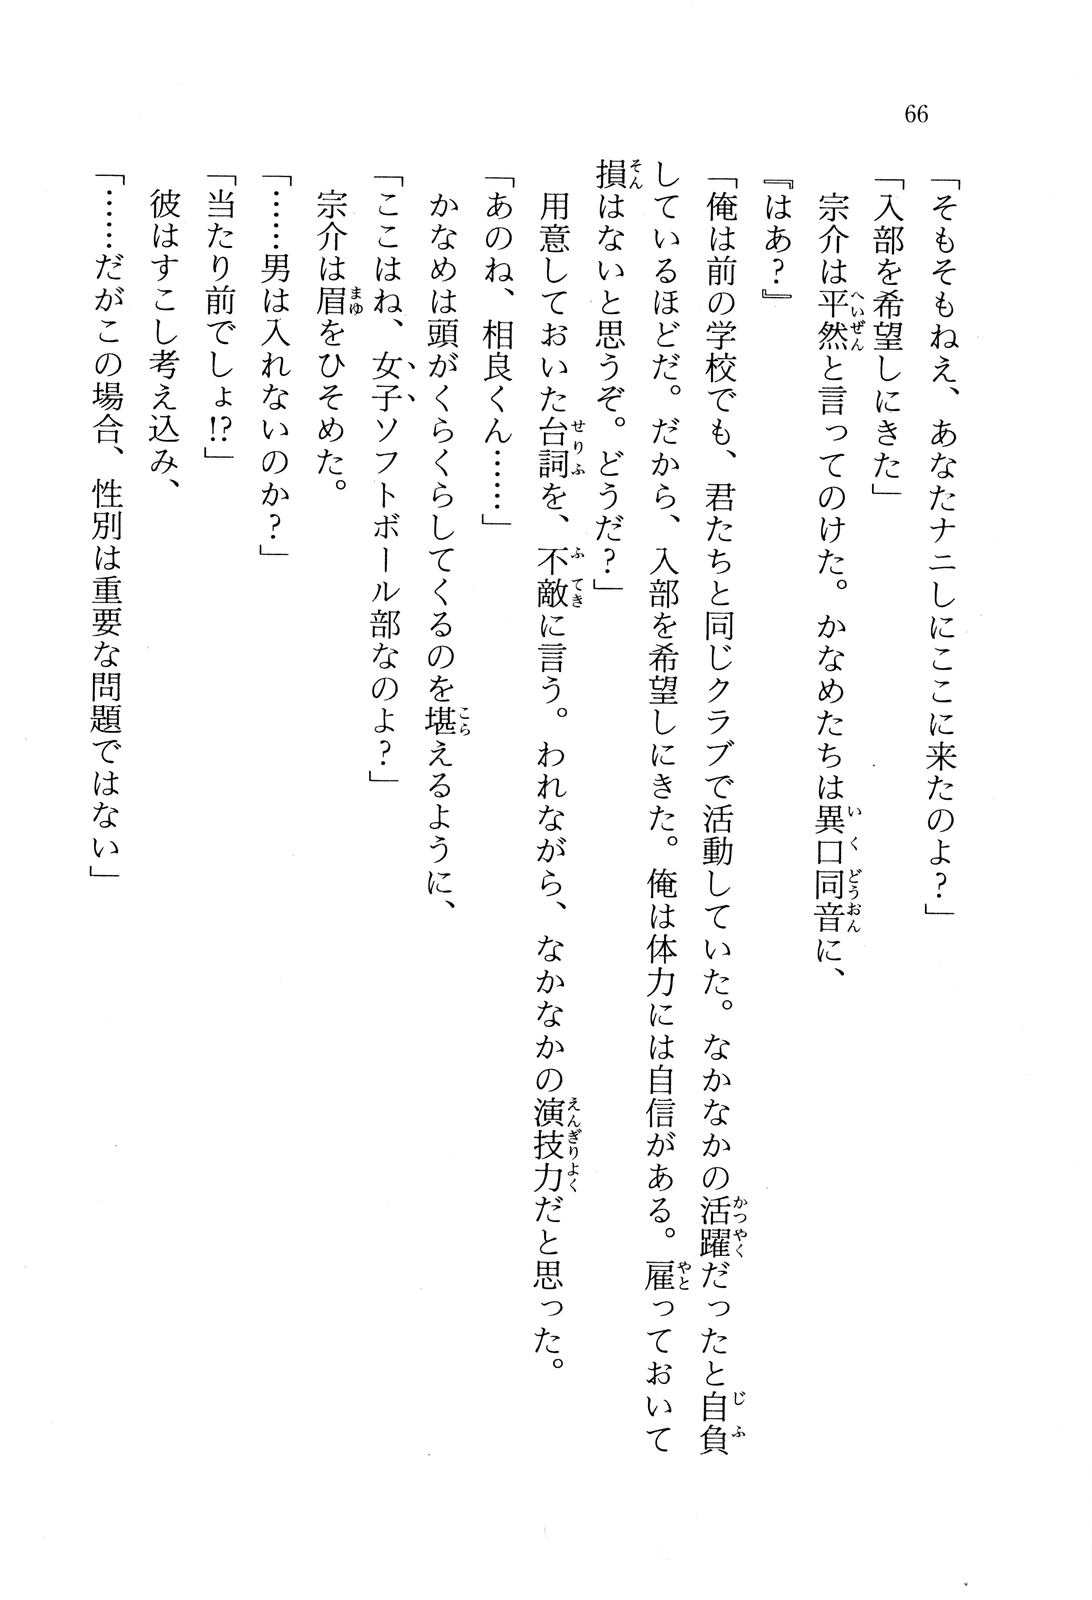 66
「そもそもねえ、あなたナニしにここに来たのよ?」
「入部を希望しにきた」
宗介は平然と言ってのけた。かなめたちは異口同音に、
『はあ?』
「俺は前の学校でも、君たちと同じクラブで活動していた。なかなかの活躍だったと自負
しているほどだ。だから、入部を希望しにきた。俺は体力には自信がある。雇っておいて
損はないと思うぞ。どうだ?」
用意しておいた台詞を、不敵に言う。われながら、なかなかの演技力だと思った。
「あのね、相良くん……」
かなめは頭がくらくらしてくるのを堪えるように、
「ここはね、女子ソフトボール部なのよ?」
宗介は眉をひそめた。
「……男は入れないのか?」
「当たり前でしょ!?」
彼はすこし考え込み、
「……だがこの場合、性別は重要な問題ではない」